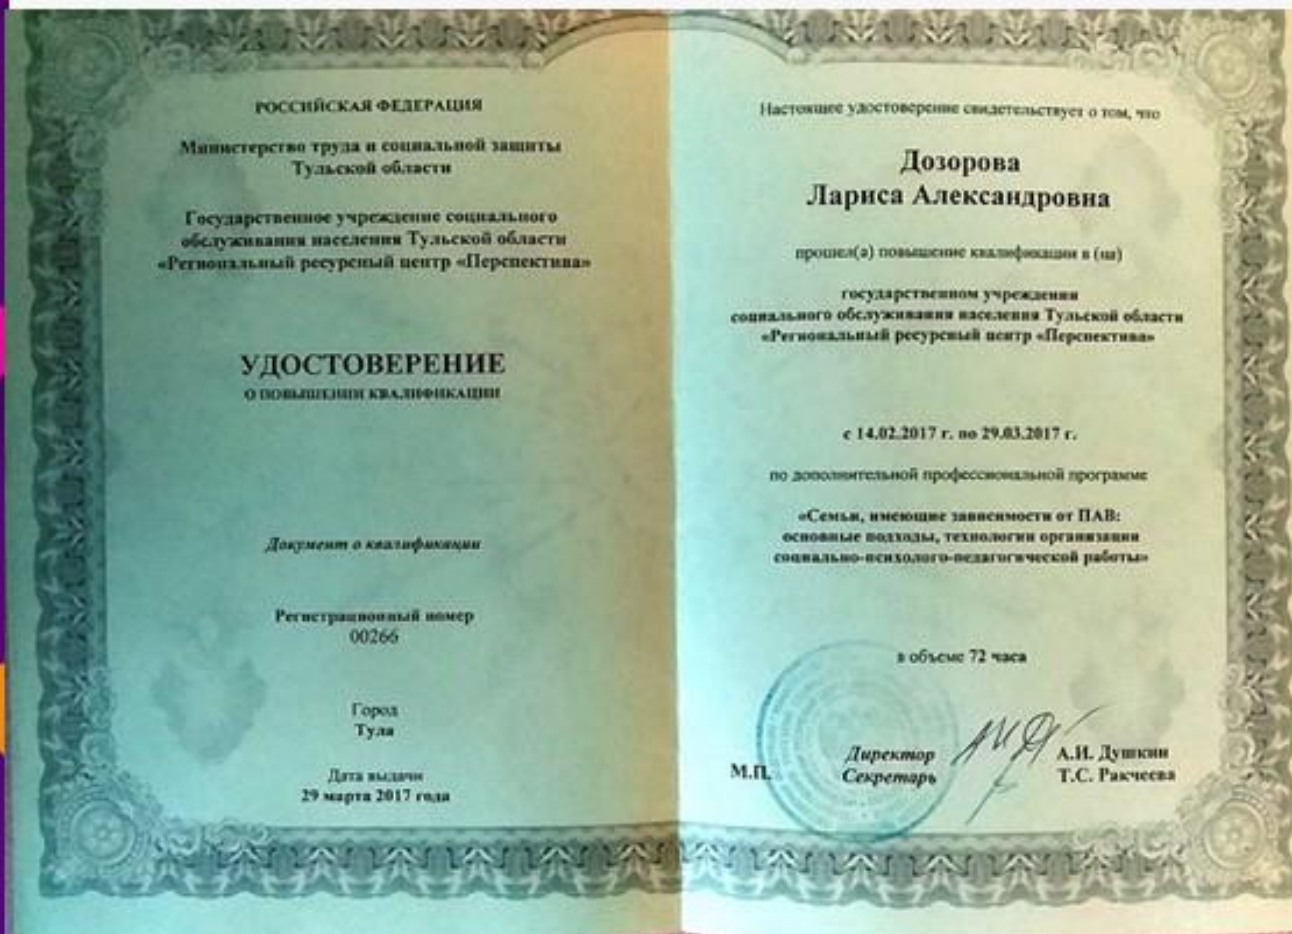 РОССИЙСКАЯ ФЕДЕРАЦИЯ
Министерство труда и социальной защиты
Тульской области
Государственное учреждение социального
обслуживания населения Тульской области
«Региональный ресурсный центр «Перспектива»
УДОСТОВЕРЕНИЕ
О ПОВЫШЕНИИ КВАЛИФИКАЦИИ
Документ о квалификации
Регистрационный номер
00266
Город
Тула
Дата выдачи
29 марта 2017 года
Настоящее удостоверение свидетельствует о том, что
Дозорова
Лариса Александровна
прошел(а) повышение квалификации в (на)
государственном учреждении
социального обслуживания населения Тульской области
«Региональный ресурсный центр «Перспектива»
с 14.02.2017 г. по 29.03.2017 г.
по дополнительной профессиональной программе
«Семьи, имеющие зависимости от ПАВ:
основные подходы, технологии организации
социально-психолого-педагогической работы»
в объеме 72 часа
Директор А.И. Душкин
М.П. Секретарь Т.С. Ракчеева